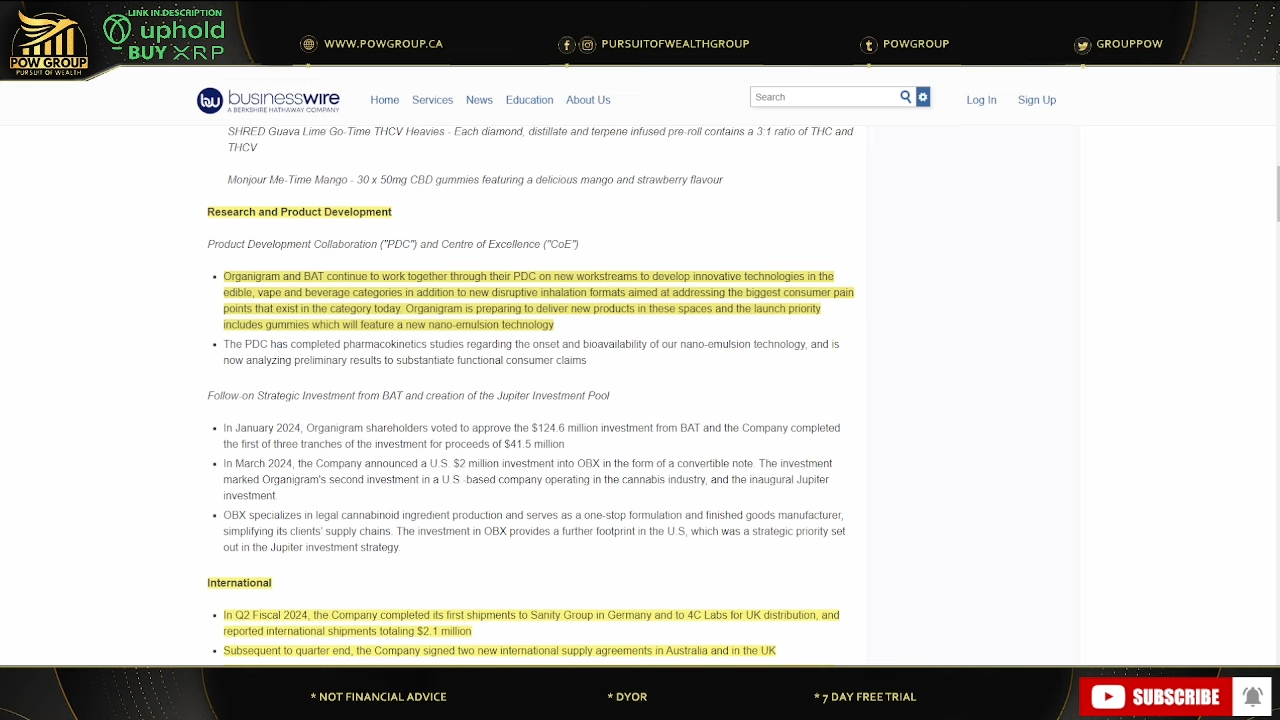 LINK IN DESCRIPTION
uphold
BUY XRP
POW GROUP
PURSUIT OF WEALTH
WWW.POWGROUP.CA
PURSUITOFWEALTHGROUP
POWGROUP
GROUPPOW
businesswire
A BERKSHIRE HATHAWAY COMPANY
Home Services News Education About Us
Search
Log In Sign Up
SHRED Guava Lime Go-Time THCV Heavies - Each diamond, distillate and terpene infused pre-roll contains a 3:1 ratio of THC and
THCV
Monjour Me-Time Mango - 30 x 50mg CBD gummies featuring a delicious mango and strawberry flavour
Research and Product Development
Product Development Collaboration ("PDC") and Centre of Excellence ("CoE")
• Organigram and BAT continue to work together through their PDC on new workstreams to develop innovative technologies in the
edible, vape and beverage categories in addition to new disruptive inhalation formats aimed at addressing the biggest consumer pain
points that exist in the category today. Organigram is preparing to deliver new products in these spaces and the launch priority
includes gummies which will feature a new nano-emulsion technology
• The PDC has completed pharmacokinetics studies regarding the onset and bioavailability of our nano-emulsion technology, and is
now analyzing preliminary results to substantiate functional consumer claims
Follow-on Strategic Investment from BAT and creation of the Jupiter Investment Pool
• In January 2024, Organigram shareholders voted to approve the $124.6 million investment from BAT and the Company completed
the first of three tranches of the investment for proceeds of $41.5 million
• In March 2024, the Company announced a U.S. $2 million investment into OBX in the form of a convertible note. The investment
marked Organigram's second investment in a U.S.-based company operating in the cannabis industry, and the inaugural Jupiter
investment.
• OBX specializes in legal cannabinoid ingredient production and serves as a one-stop formulation and finished goods manufacturer,
simplifying its clients' supply chains. The investment in OBX provides a further footprint in the U.S, which was a strategic priority set
out in the Jupiter investment strategy.
International
• In Q2 Fiscal 2024, the Company completed its first shipments to Sanity Group in Germany and to 4C Labs for UK distribution, and
reported international shipments totaling $2.1 million
• Subsequent to quarter end, the Company signed two new international supply agreements in Australia and in the UK
* NOT FINANCIAL ADVICE
* DYOR
* 7 DAY FREE TRIAL
SUBSCRIBE